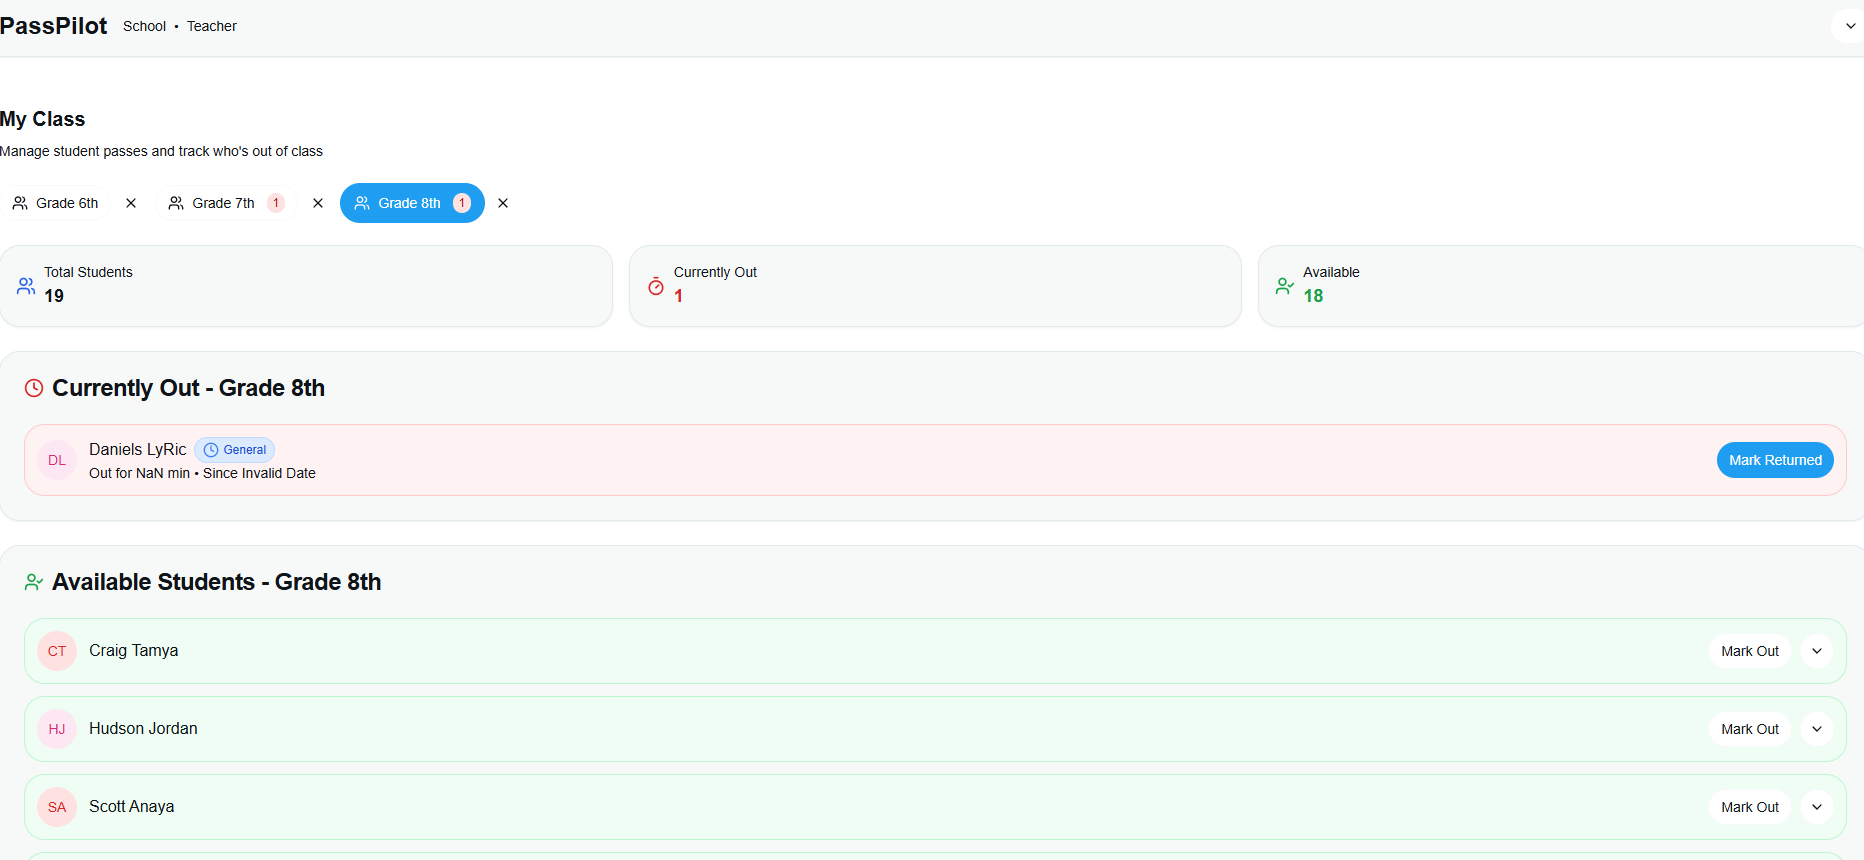 PassPilot School • Teacher
My Class
Manage student passes and track who's out of class
Grade 6th Grade 7th 1 Grade 8th 1
Total Students
19
Currently Out
1
Available
18
Currently Out - Grade 8th
DL Daniels LyRic General
Out for NaN min • Since Invalid Date
Mark Returned
Available Students - Grade 8th
CT Craig Tamya Mark Out
HJ Hudson Jordan Mark Out
SA Scott Anaya Mark Out